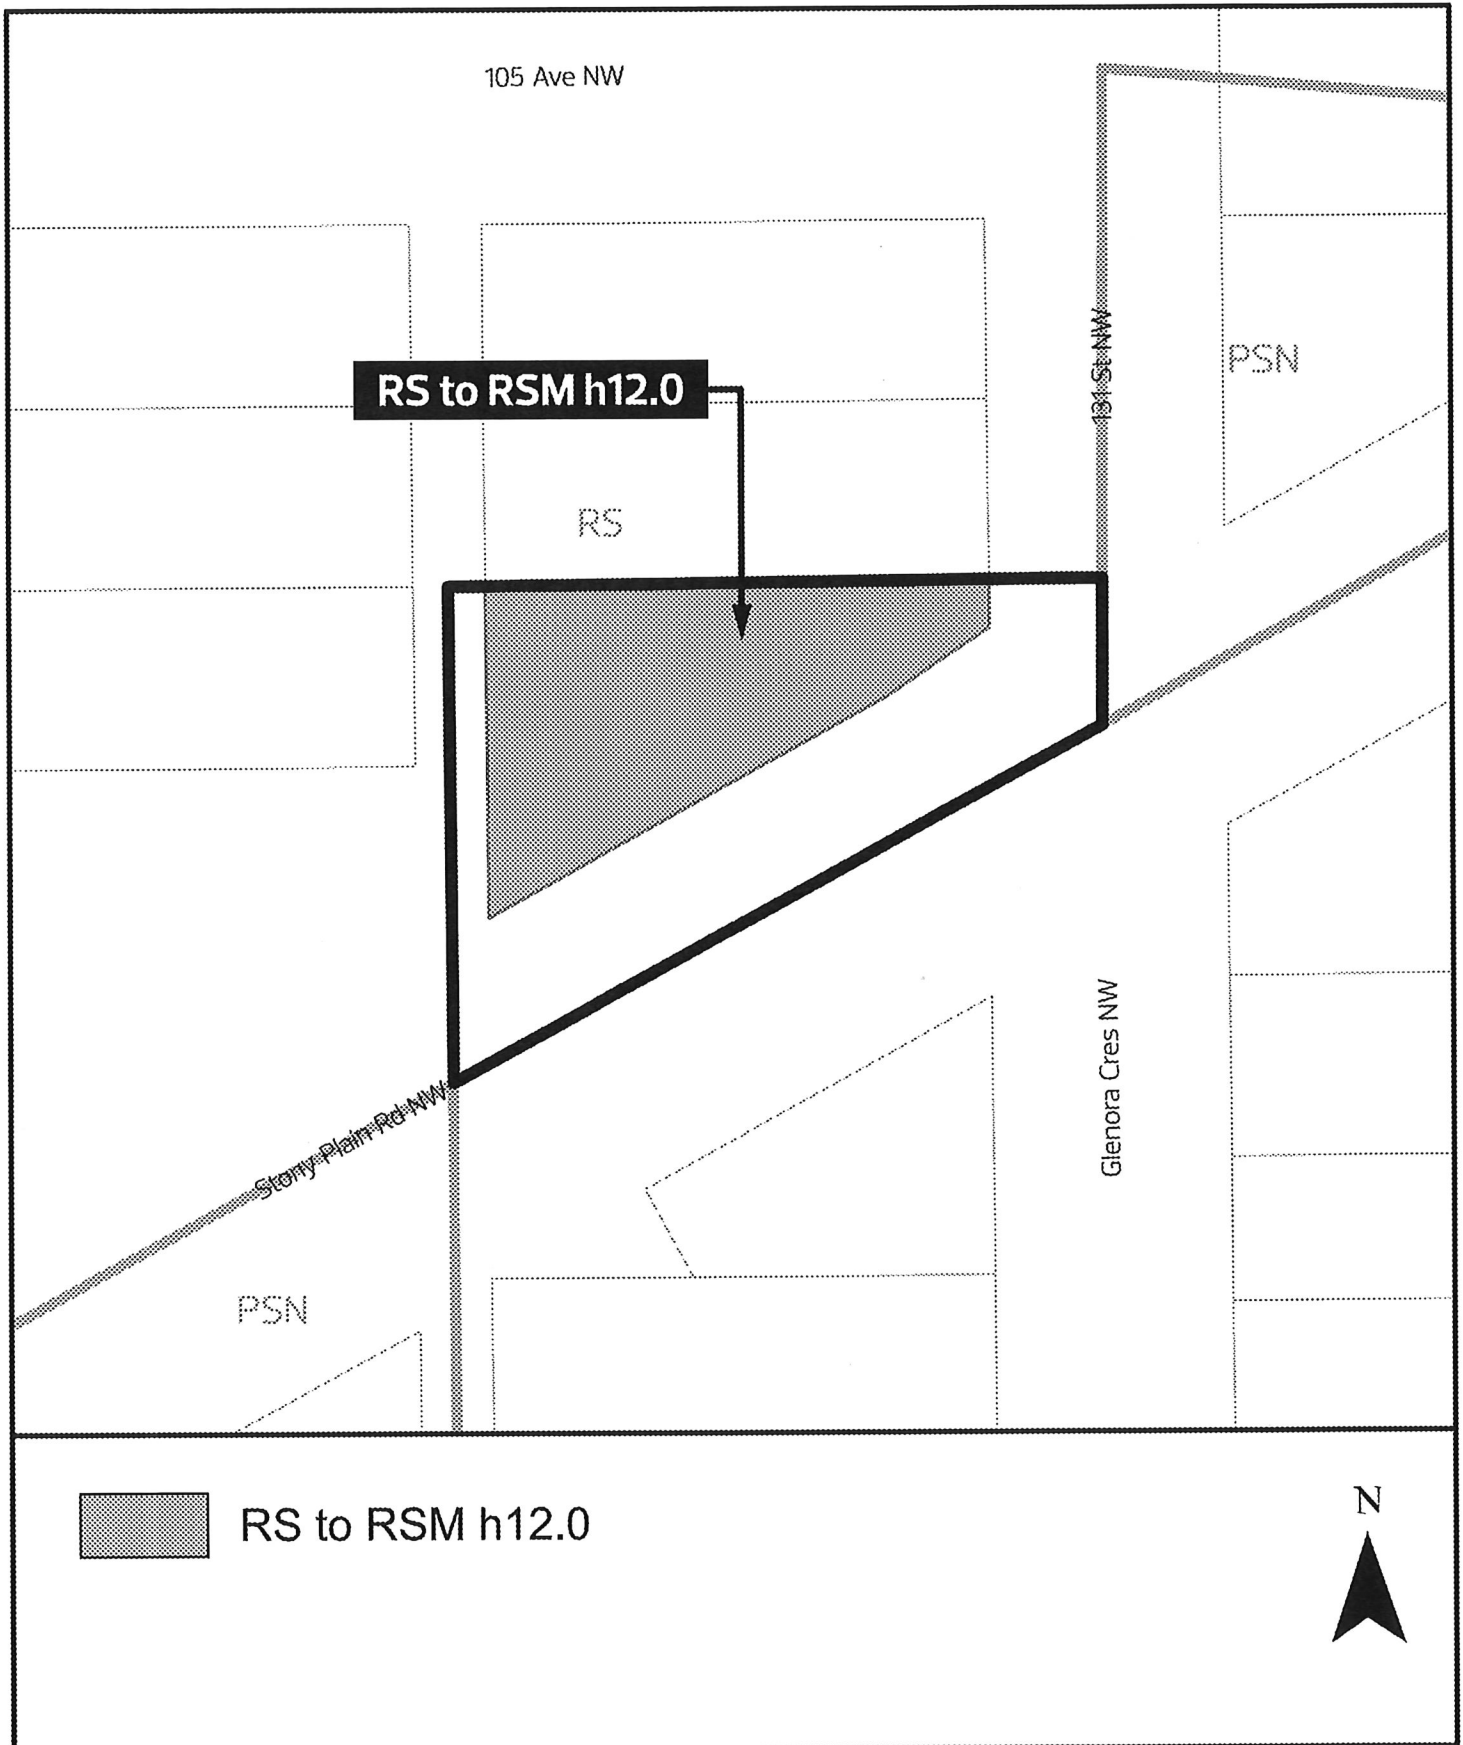 105 Ave NW
131 St NW
PSN
RS to RSM h12.0
RS
Glenora Cres NW
Stony Plain Rd NW
PSN
RS to RSM h12.0
N